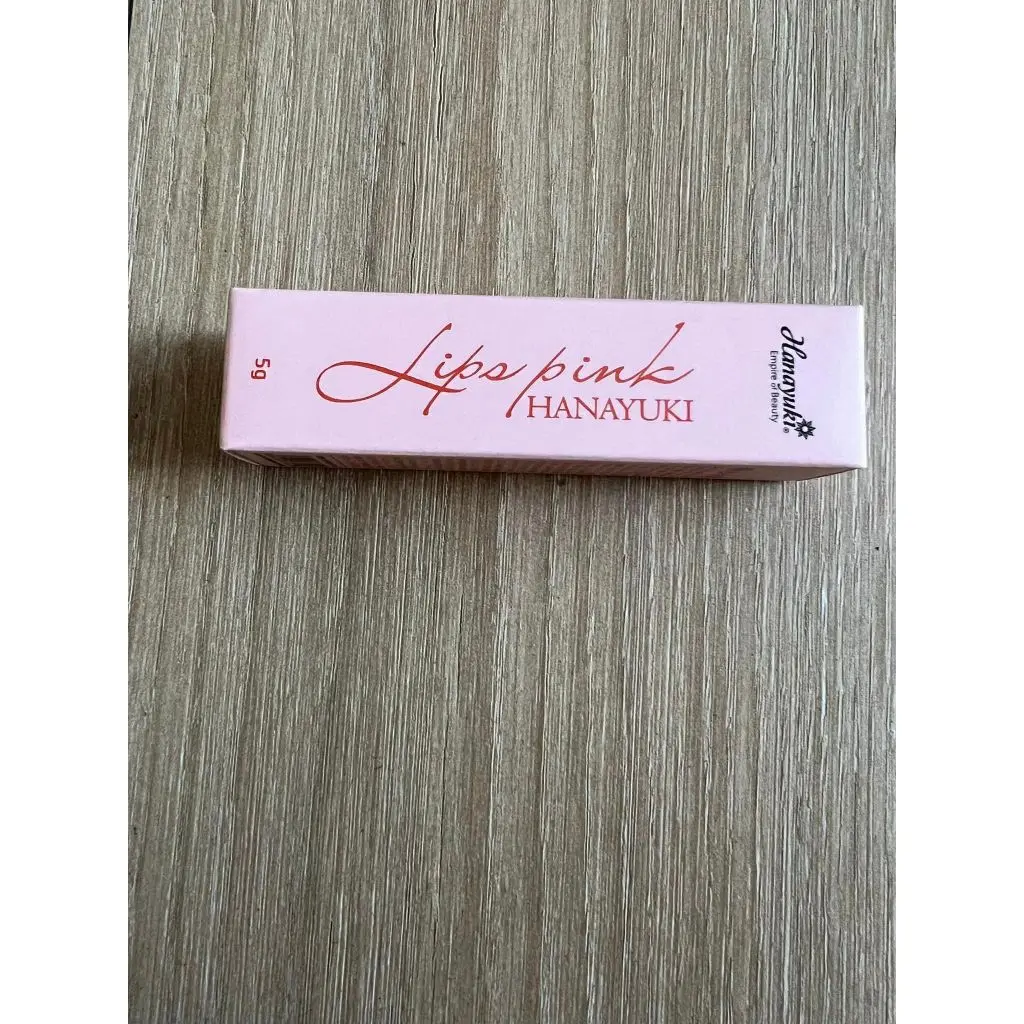 Lips pink
HANAYUKI
5g
Hanayuki®
Empire of Beauty